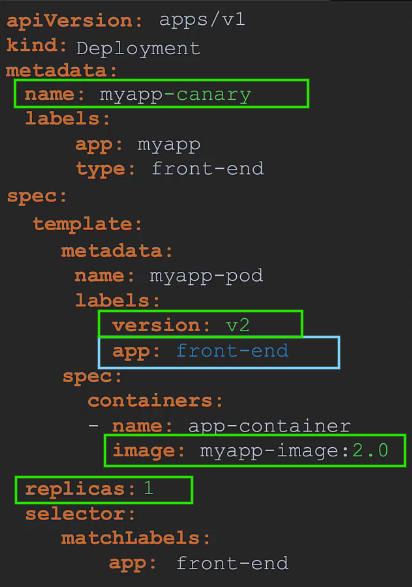 apiVersion: apps/v1
kind: Deployment
metadata:
  name: myapp-canary
  labels:
      app: myapp
      type: front-end
spec:
  template:
    metadata:
      name: myapp-pod
      labels:
        version: v2
        app: front-end
    spec:
      containers:
      - name: app-container
        image: myapp-image:2.0
  replicas: 1
  selector:
    matchLabels:
        app: front-end